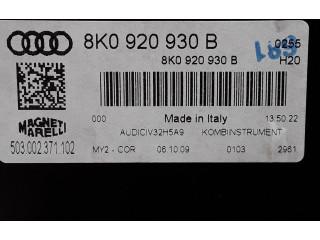 8K0 920 930 B 0255
8K0 920 930 B H20
MAGNETI
MARELLI
503.002.371.102
000 Made in Italy 13:50:22
AUDICIV32H5A9 KOMBINSTRUMENT
MY2 - COR 06.10.09 0103 2961